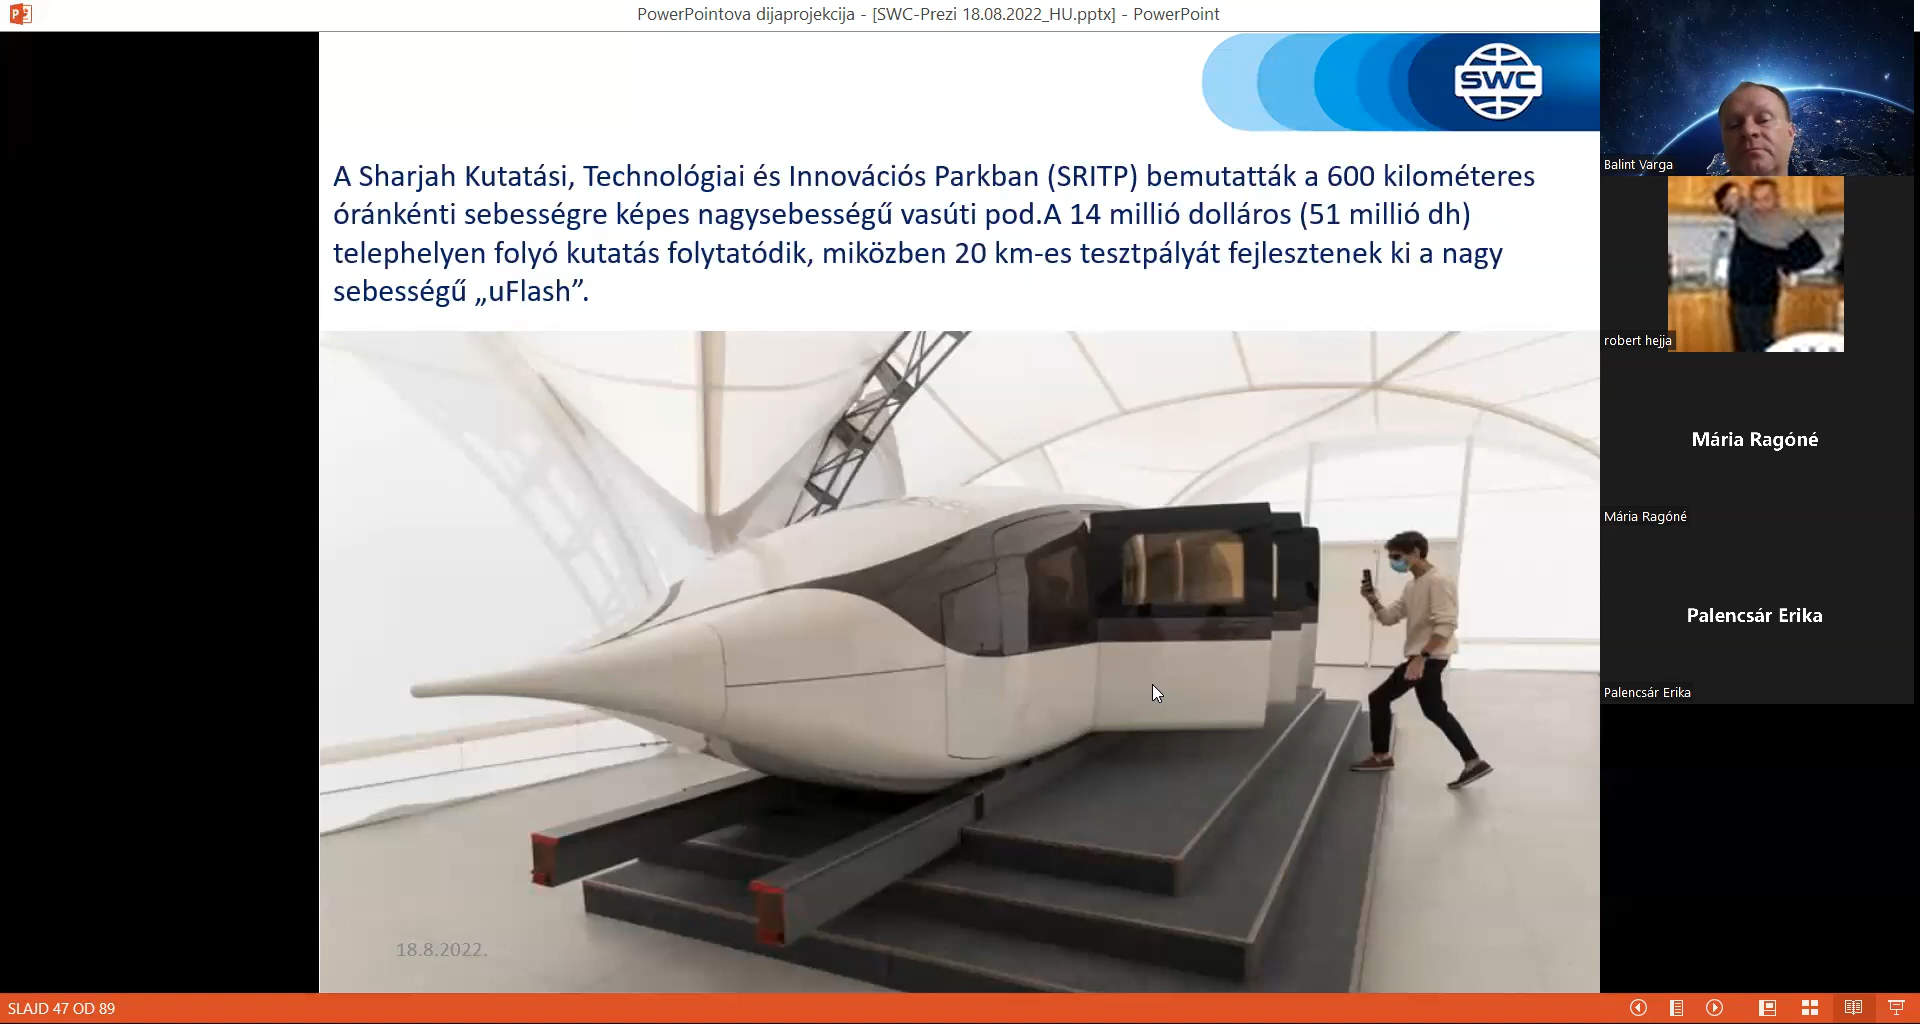 PowerPointova dijaprojekcija - [SWC-Prezi 18.08.2022_HU.pptx] - PowerPoint
SWC
A Sharjah Kutatási, Technológiai és Innovációs Parkban (SRITP) bemutatták a 600 kilométeres
óránkénti sebességre képes nagysebességű vasúti pod.A 14 millió dolláros (51 millió dh)
telephelyen folyó kutatás folytatódik, miközben 20 km-es tesztpályát fejlesztenek ki a nagy
sebességű „uFlash”.
18.8.2022.
Balint Varga
robert hejja
Mária Ragóné
Mária Ragóné
Palencsár Erika
Palencsár Erika
SLAJD 47 OD 89